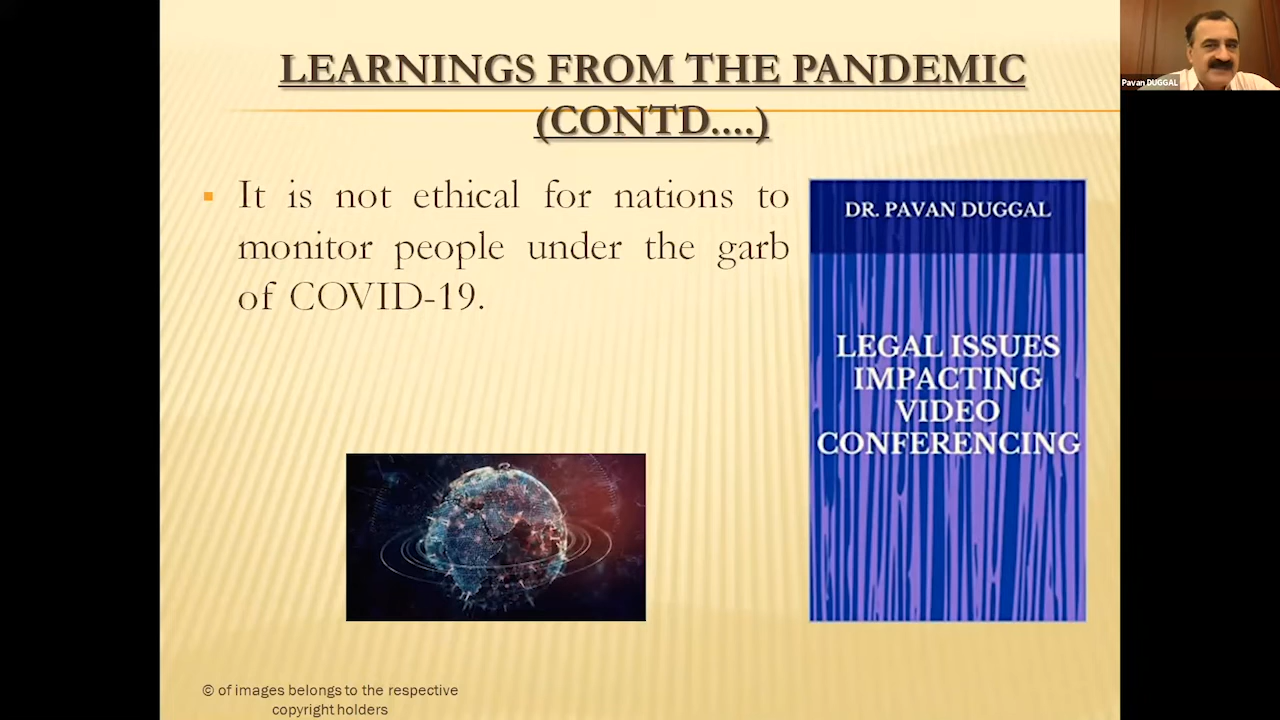 LEARNINGS FROM THE PANDEMIC
(CONTD....)
It is not ethical for nations to
monitor people under the garb
of COVID-19.
DR. PAVAN DUGGAL
LEGAL ISSUES
IMPACTING
VIDEO
CONFERENCING
© of images belongs to the respective
copyright holders
Pavan DUGGAL